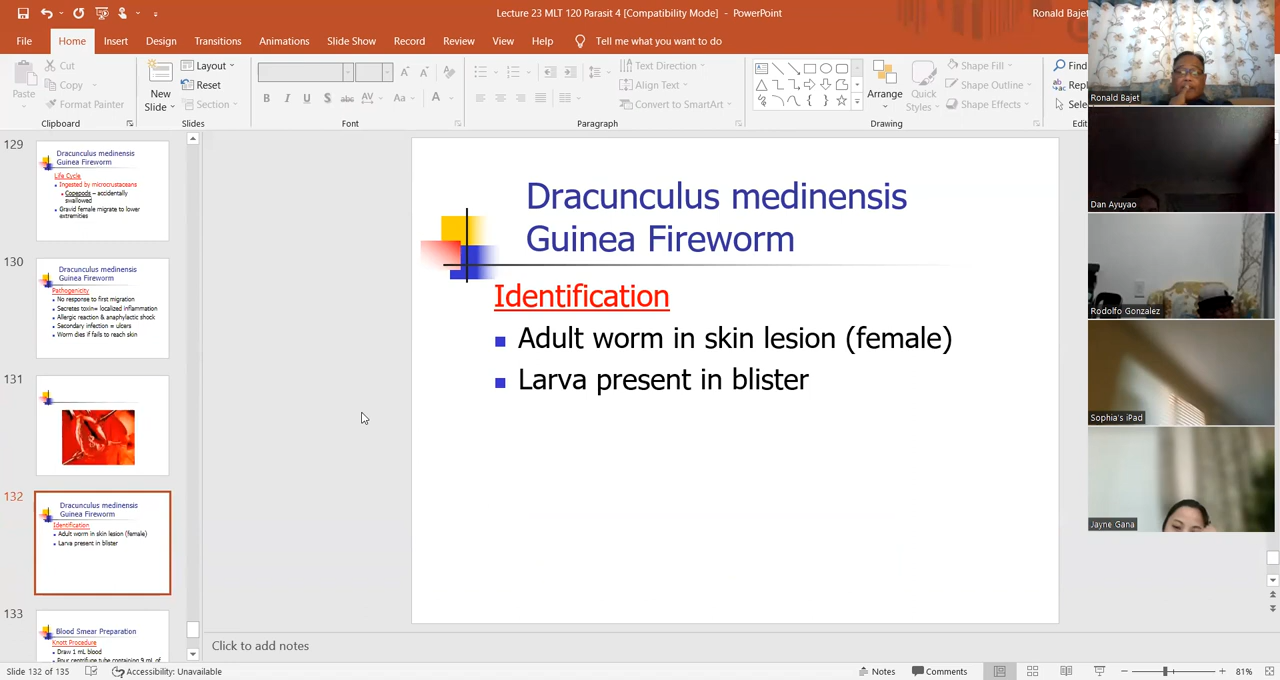 Lecture 23 MLT 120 Parasit 4 [Compatibility Mode] - PowerPoint
Ronald Bajet
File Home Insert Design Transitions Animations Slide Show Record Review View Help Tell me what you want to do
Paste
Cut
Copy
Format Painter
Clipboard
New Slide
Layout
Reset
Section
Slides
B I U S abc AV Aa A
Font
Text Direction
Align Text
Convert to SmartArt
Paragraph
Arrange
Quick Styles
Shape Fill
Shape Outline
Shape Effects
Drawing
Find
Repl
Sele
Edit
129
Dracunculus medinensis
Guinea Fireworm
Life Cycle
Ingested by microcrustaceans
Copepods – accidentally
swallowed
Gravid female migrate to lower
extremities
130
Dracunculus medinensis
Guinea Fireworm
Pathogenicity
No response to first migration
Secretes toxin= localized inflammation
Allergic reaction & anaphylactic shock
Secondary infection = ulcers
Worm dies if fails to reach skin
131
132
Dracunculus medinensis
Guinea Fireworm
Identification
Adult worm in skin lesion (female)
Larva present in blister
133
Blood Smear Preparation
Knott Procedure
Draw 1 mL blood
Pour centrifuge tube containing 9 mL of
Dracunculus medinensis
Guinea Fireworm
Identification
Adult worm in skin lesion (female)
Larva present in blister
Click to add notes
Ronald Bajet
Dan Ayuyao
Rodolfo Gonzalez
Sophia's iPad
Jayne Gana
Slide 132 of 135 Accessibility: Unavailable Notes Comments 81%